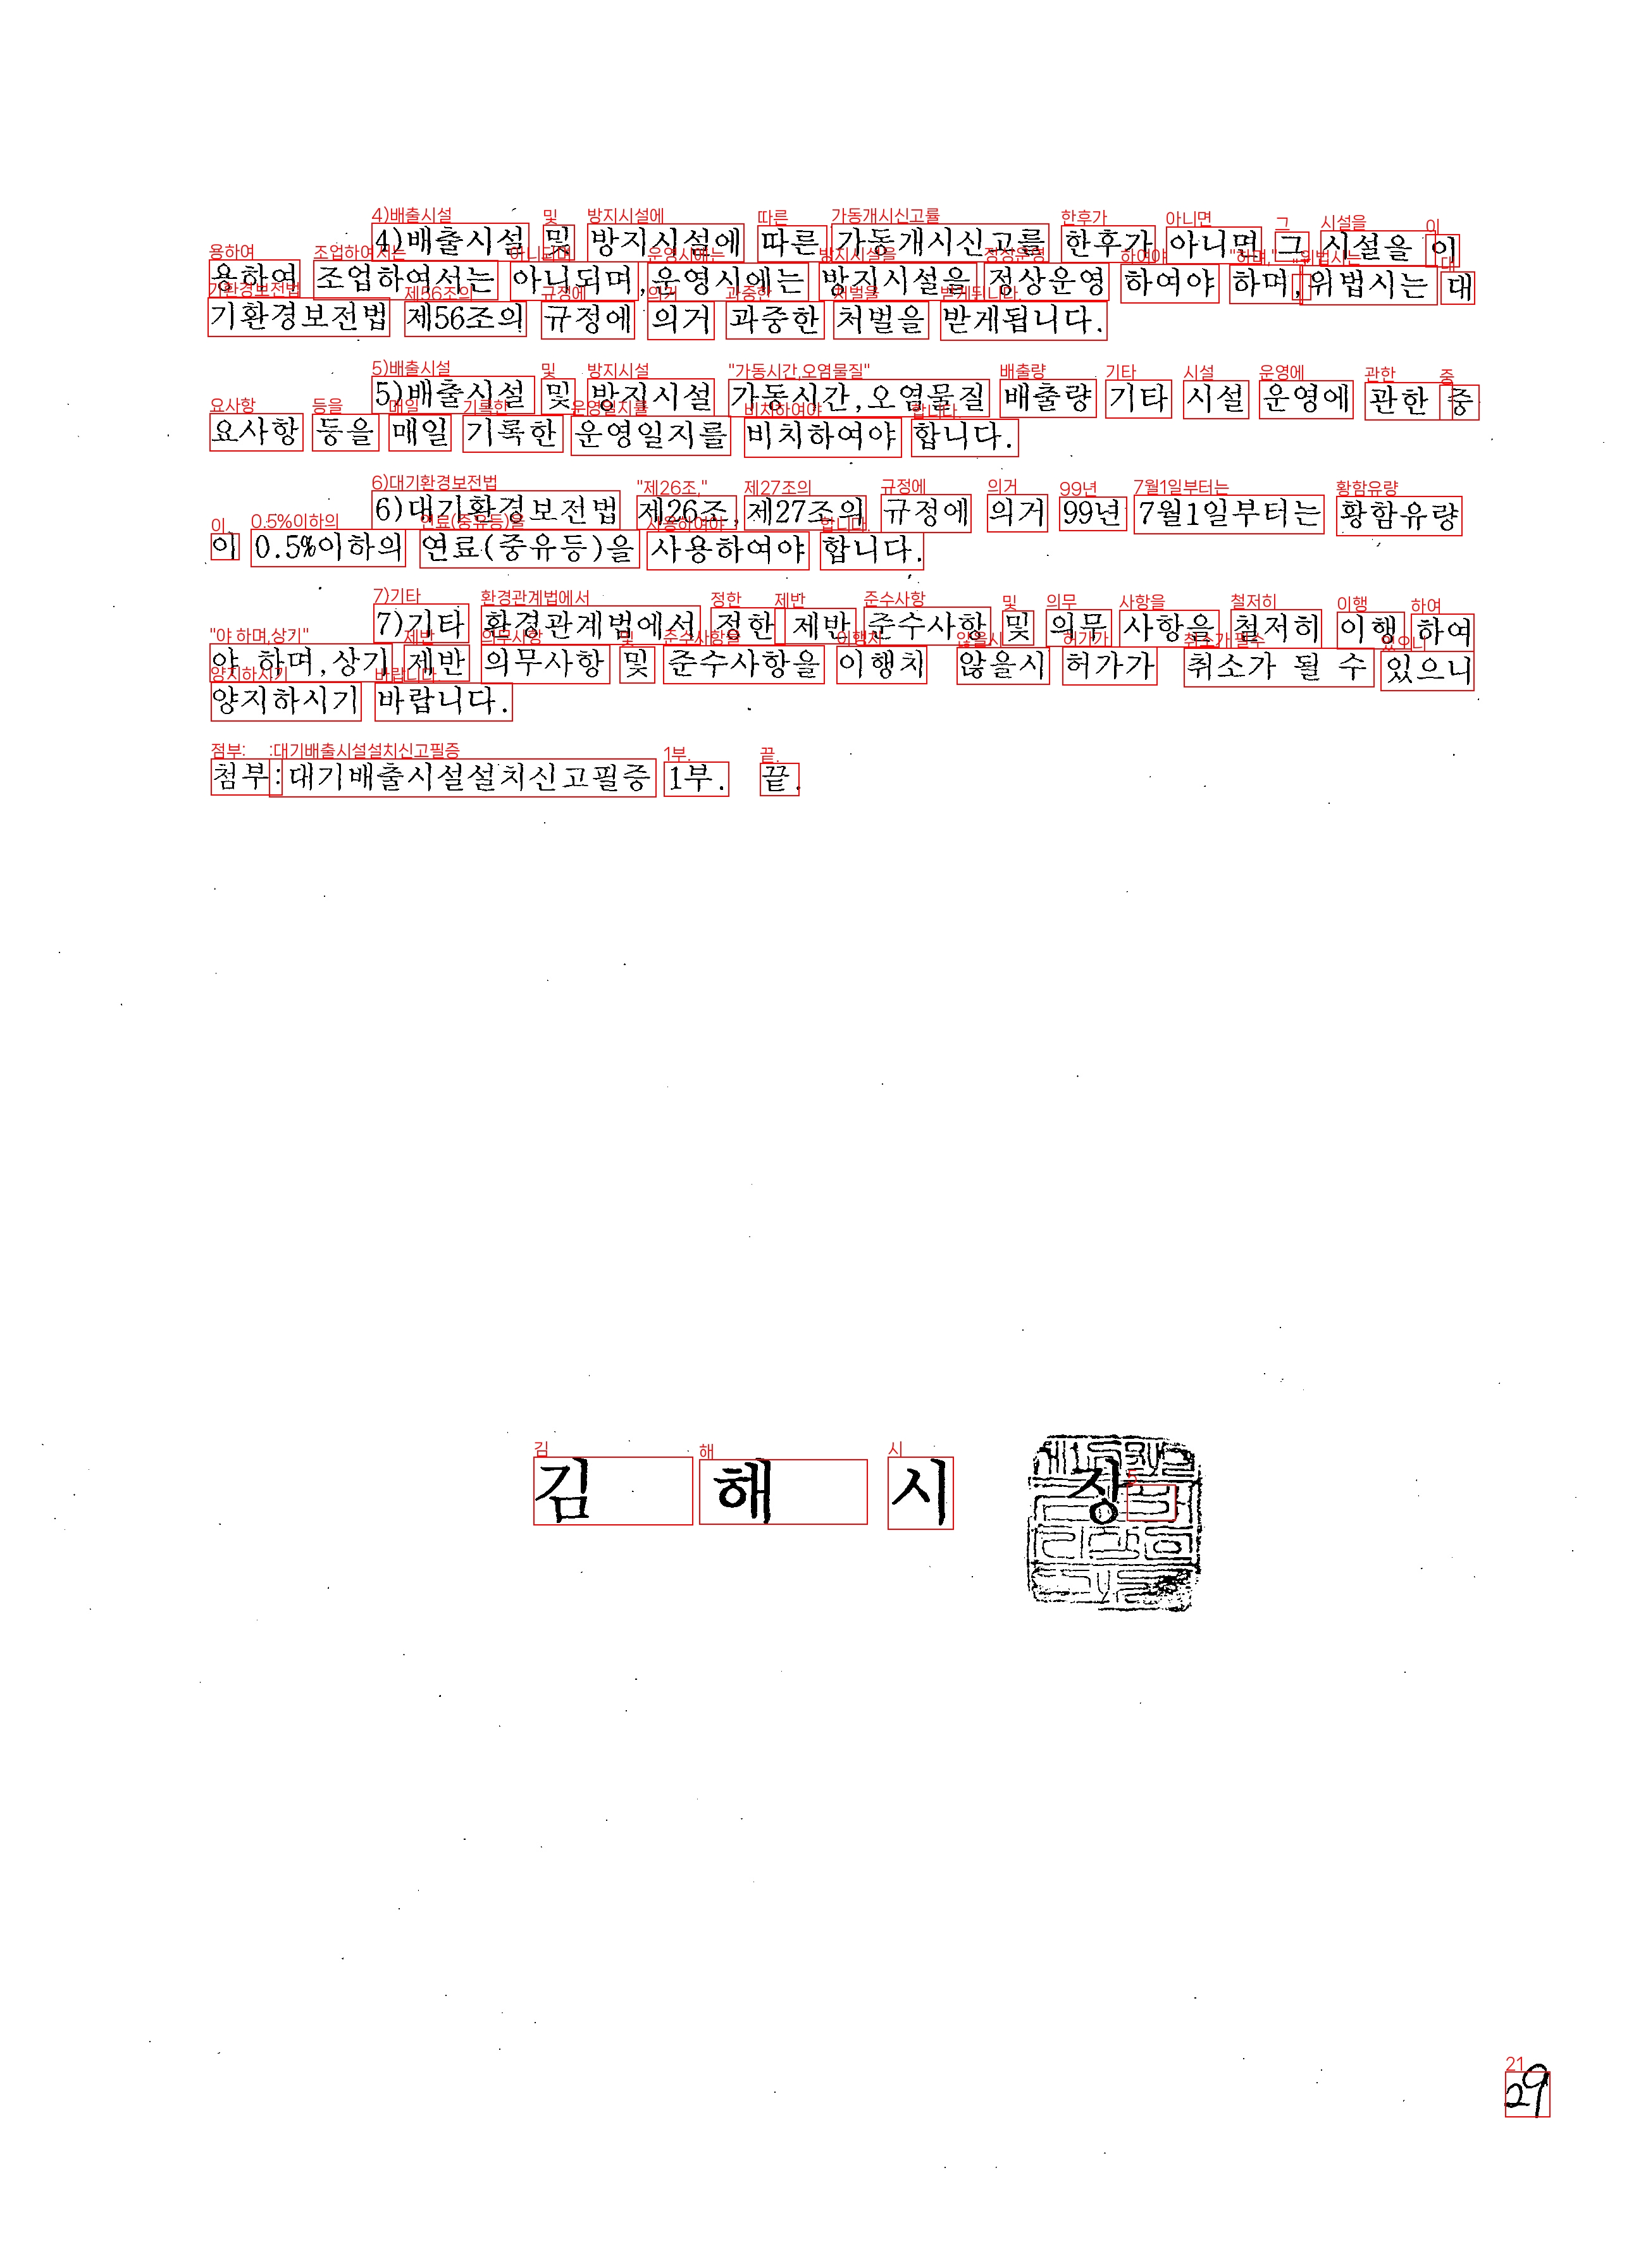 4)배출시설 및 방지시설에 따른 가동개시신고를 한후가 아니면 그 시설을 이
용하여 조업하여서는 아니되며,운영시에는 방지시설을 정상운영 하여야 하며,위법시는 대
기환경보전법 제56조의 규정에 의거 과중한 처벌을 받게됩니다.
5)배출시설 및 방지시설 가동시간,오염물질 배출량 기타 시설 운영에 관한 중
요사항 등을 매일 기록한 운영일지를 비치하여야 합니다.
6)대기환경보전법 제26조,제27조의 규정에 의거 99년 7월1일부터는 황함유량
이 0.5%이하의 연료(중유등)을 사용하여야 합니다.
7)기타 환경관계법에서 정한 제반 준수사항 및 의무 사항을 철저히 이행 하여
야 하며,상기 제반 의무사항 및 준수사항을 이행치 않을시 허가가 취소가 될 수 있으니
양지하시기 바랍니다.
첨부:대기배출시설설치신고필증 1부. 끝.
김 해 시 장
29